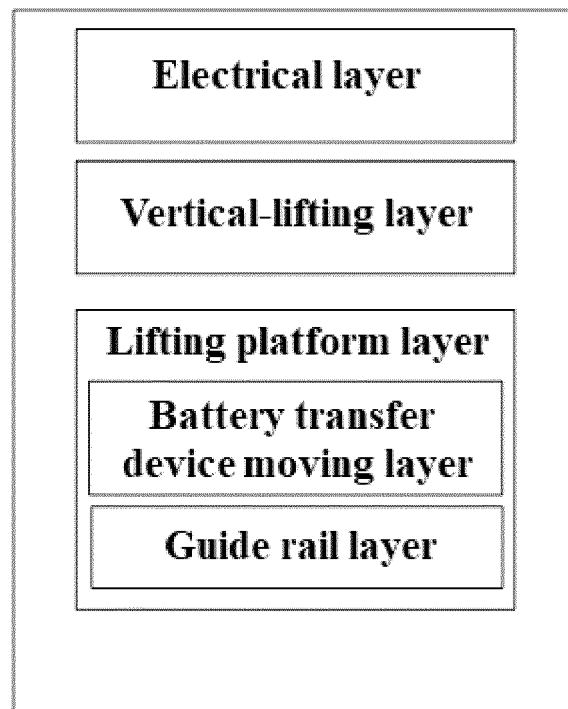 Electrical layer
Vertical-lifting layer
Lifting platform layer
Battery transfer
device moving layer
Guide rail layer